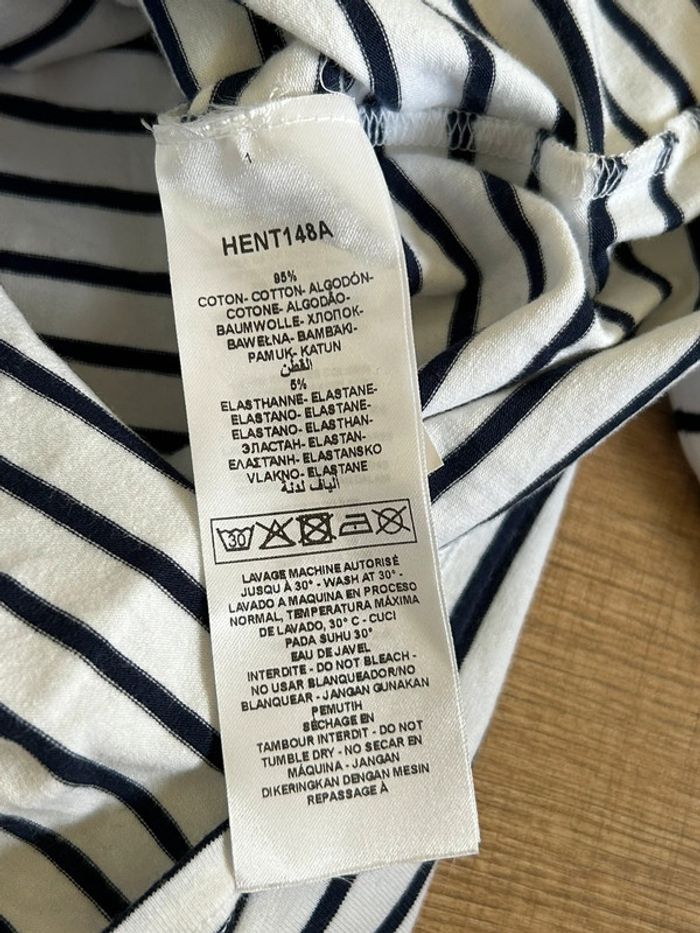 1
HENT148A
95%
COTON- COTTON- ALGODÓN-
COTONE- ALGODÃO-
BAUMWOLLE- ХЛОПОК-
BAWEŁNA- ΒΑΜΒΑΚΙ-
PAMUK- KATUN
القطن
5%
ELASTHANNE- ELASTANE-
ELASTANO- ELASTANE-
ELASTANO- ELASTHAN-
ЭЛАСТАН- ELASTAN-
ΕΛΑΣΤΑΝΗ- ELASTANSKO
VLAKNO- ELASTANE
ألياف لدنة
30
LAVAGE MACHINE AUTORISÉ
JUSQU À 30° - WASH AT 30° -
LAVADO A MAQUINA EN PROCESO
NORMAL, TEMPERATURA MÁXIMA
DE LAVADO, 30° C - CUCI
PADA SUHU 30°
EAU DE JAVEL
INTERDITE - DO NOT BLEACH -
NO USAR BLANQUEADOR/NO
BLANQUEAR - JANGAN GUNAKAN
PEMUTIH
SÉCHAGE EN
TAMBOUR INTERDIT - DO NOT
TUMBLE DRY - NO SECAR EN
MÁQUINA - JANGAN
DIKERINGKAN DENGAN MESIN
REPASSAGE À